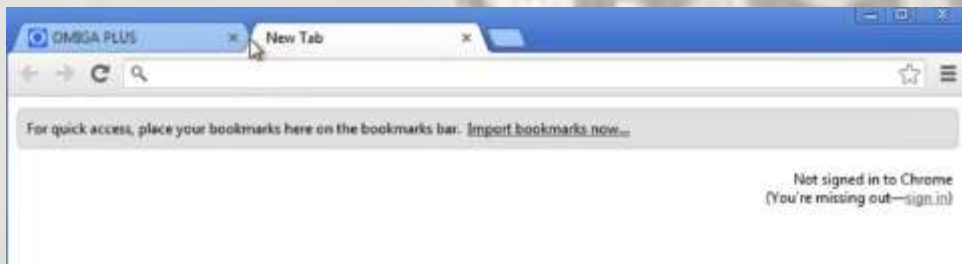 OMIGA PLUS
New Tab
For quick access, place your bookmarks here on the bookmarks bar. Import bookmarks now...
Not signed in to Chrome
(You're missing out—sign in)